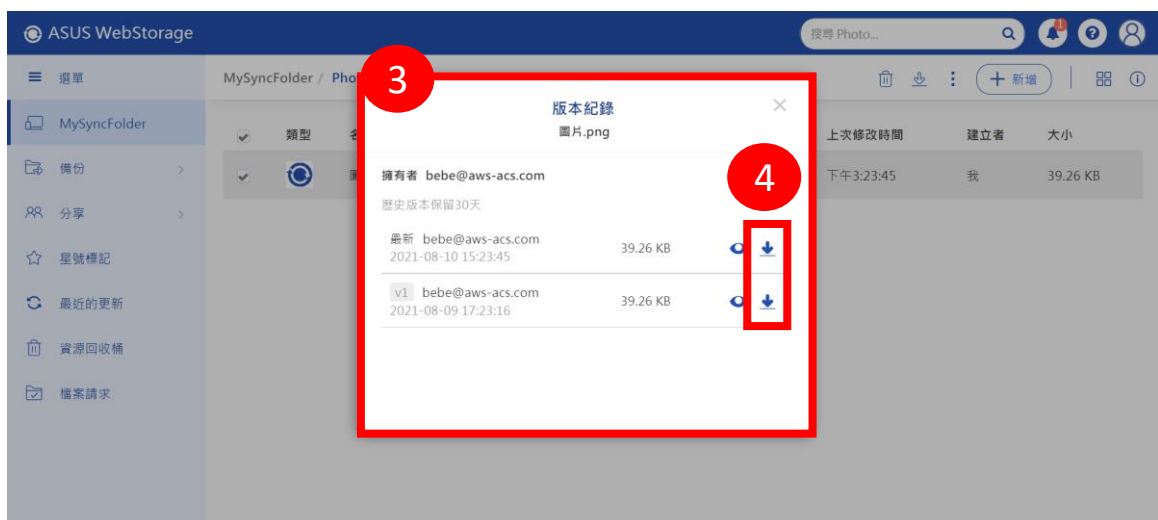 ASUS WebStorage
搜尋 Photo...
1
選單
MySyncFolder / Pho
新增
3
版本紀錄
圖片.png
MySyncFolder
類型
上次修改時間 建立者 大小
備份
擁有者 bebe@aws-acs.com
4
下午3:23:45 我 39.26 KB
歷史版本保留30天
分享
最新 bebe@aws-acs.com 39.26 KB
2021-08-10 15:23:45
星號標記
v1 bebe@aws-acs.com 39.26 KB
2021-08-09 17:23:16
最近的更新
資源回收桶
檔案請求